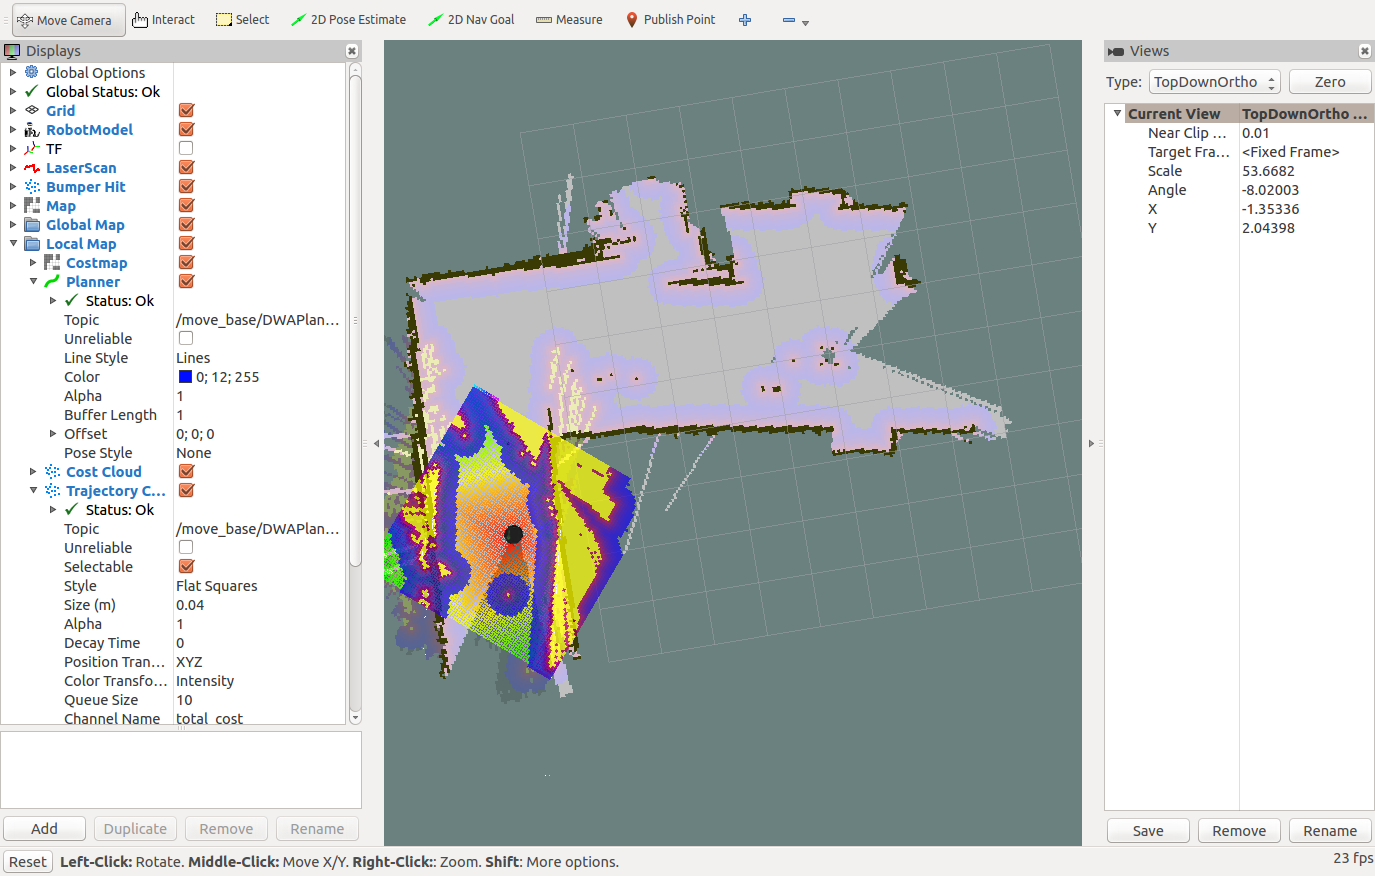 Move Camera Interact Select 2D Pose Estimate 2D Nav Goal Measure Publish Point
Displays
Global Options
Global Status: Ok
Grid
RobotModel
TF
LaserScan
Bumper Hit
Map
Global Map
Local Map
Costmap
Planner
Status: Ok
Topic /move_base/DWAPlan...
Unreliable
Line Style Lines
Color 0; 12; 255
Alpha 1
Buffer Length 1
Offset 0; 0; 0
Pose Style None
Cost Cloud
Trajectory C...
Status: Ok
Topic /move_base/DWAPlan...
Unreliable
Selectable
Style Flat Squares
Size (m) 0.04
Alpha 1
Decay Time 0
Position Tran... XYZ
Color Transfo... Intensity
Queue Size 10
Channel Name total_cost
Add Duplicate Remove Rename
Views
Type: TopDownOrtho Zero
Current View TopDownOrtho ...
Near Clip ... 0.01
Target Fra... <Fixed Frame>
Scale 53.6682
Angle -8.02003
X -1.35336
Y 2.04398
Save Remove Rename
Reset Left-Click: Rotate. Middle-Click: Move X/Y. Right-Click:: Zoom. Shift: More options. 23 fps